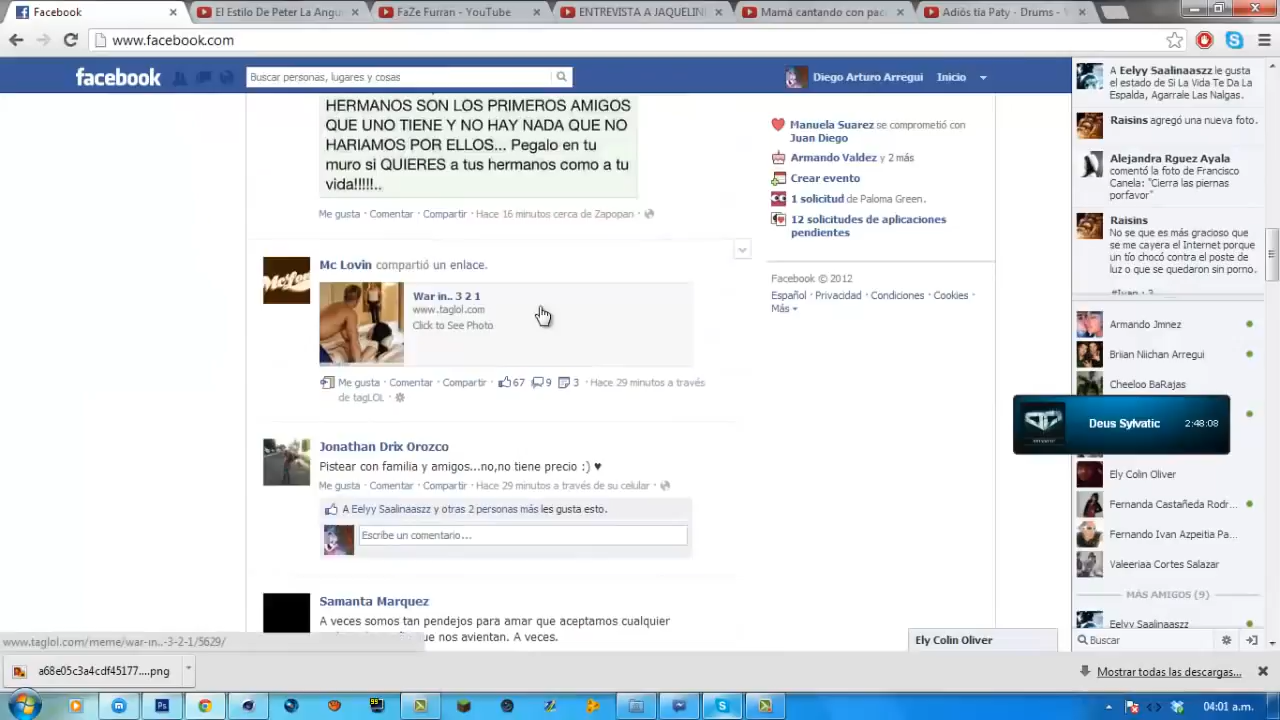 Facebook
El Estilo De Peter La Angu
FaZe Furran - YouTube
ENTREVISTA A JAQUELIN
Mamá cantando con pac
Adiós tía Paty - Drums -
www.facebook.com
facebook
Buscar personas, lugares y cosas
Diego Arturo Arregui
Inicio
HERMANOS SON LOS PRIMEROS AMIGOS
QUE UNO TIENE Y NO HAY NADA QUE NO
HARIAMOS POR ELLOS... Pegalo en tu
muro si QUIERES a tus hermanos como a tu
vida!!!!!..
Me gusta · Comentar · Compartir · Hace 16 minutos cerca de Zapopan ·
Mc Lovin compartió un enlace.
War in.. 3 2 1
www.taglol.com
Click to See Photo
Me gusta · Comentar · Compartir · 67 9 3 · Hace 29 minutos a través
de tagLOL ·
Jonathan Drix Orozco
Pistear con familia y amigos...no,no tiene precio :) ♥
Me gusta · Comentar · Compartir · Hace 29 minutos a través de su celular ·
A Eelyy Saalinaaszz y otras 2 personas más les gusta esto.
Escribe un comentario...
Samanta Marquez
A veces somos tan pendejos para amar que aceptamos cualquier
que nos avientan. A veces.
Manuela Suarez se comprometió con
Juan Diego
Armando Valdez y 2 más
Crear evento
1 solicitud de Paloma Green.
12 solicitudes de aplicaciones
pendientes
Facebook © 2012
Español · Privacidad · Condiciones · Cookies ·
Más
A Eelyy Saalinaaszz le gusta
el estado de Si La Vida Te Da La
Espalda, Agarrale Las Nalgas.
Raisins agregó una nueva foto.
Alejandra Rguez Ayala
comentó la foto de Francisco
Canela: "Cierra las piernas
porfavor"
Raisins
No se que es más gracioso que
se me cayera el Internet porque
un tío chocó contra el poste de
luz o que se quedaron sin porno.
Armando Jmnez
Briian Niichan Arregui
Cheeloo BaRajas
Deus Sylvatic
2:48:08
Ely Colin Oliver
Fernanda Castañeda Rodr...
Fernando Ivan Azpeitia Pa...
Valeeriaa Cortes Salazar
MÁS AMIGOS (9)
Eelyy Saalinaaszz
Buscar
Ely Colin Oliver
www.taglol.com/meme/war-in..-3-2-1/5629/
a68e05c3a4cdf45177....png
Mostrar todas las descargas...
04:01 a.m.